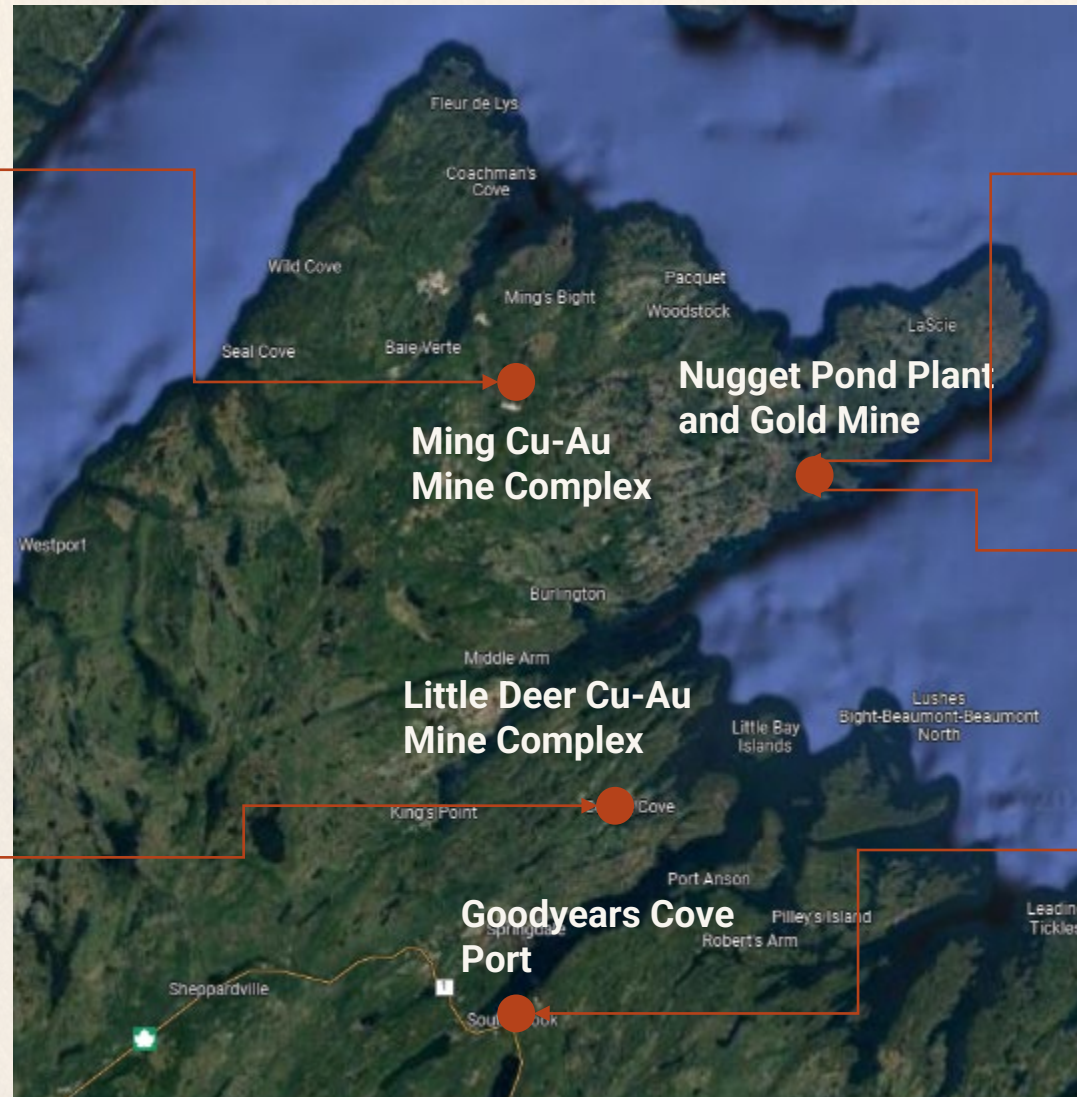 Fleur de Lys
Coachman's
Cove
Wild Cove
Pacquet
Ming's Bight
Woodstock
LaScie
Seal Cove
Baie Verte
Nugget Pond Plant
and Gold Mine
Ming Cu-Au
Mine Complex
Westport
Burlington
Middle Arm
Little Deer Cu-Au
Mine Complex
Lushes
Bight-Beaumont-Beaumont
North
Little Bay
Islands
King's Point
Cove
Port Anson
Goodyears Cove
Port
Springdale
Pilley's Island
Robert's Arm
Leading
Tickles
Sheppardville
1